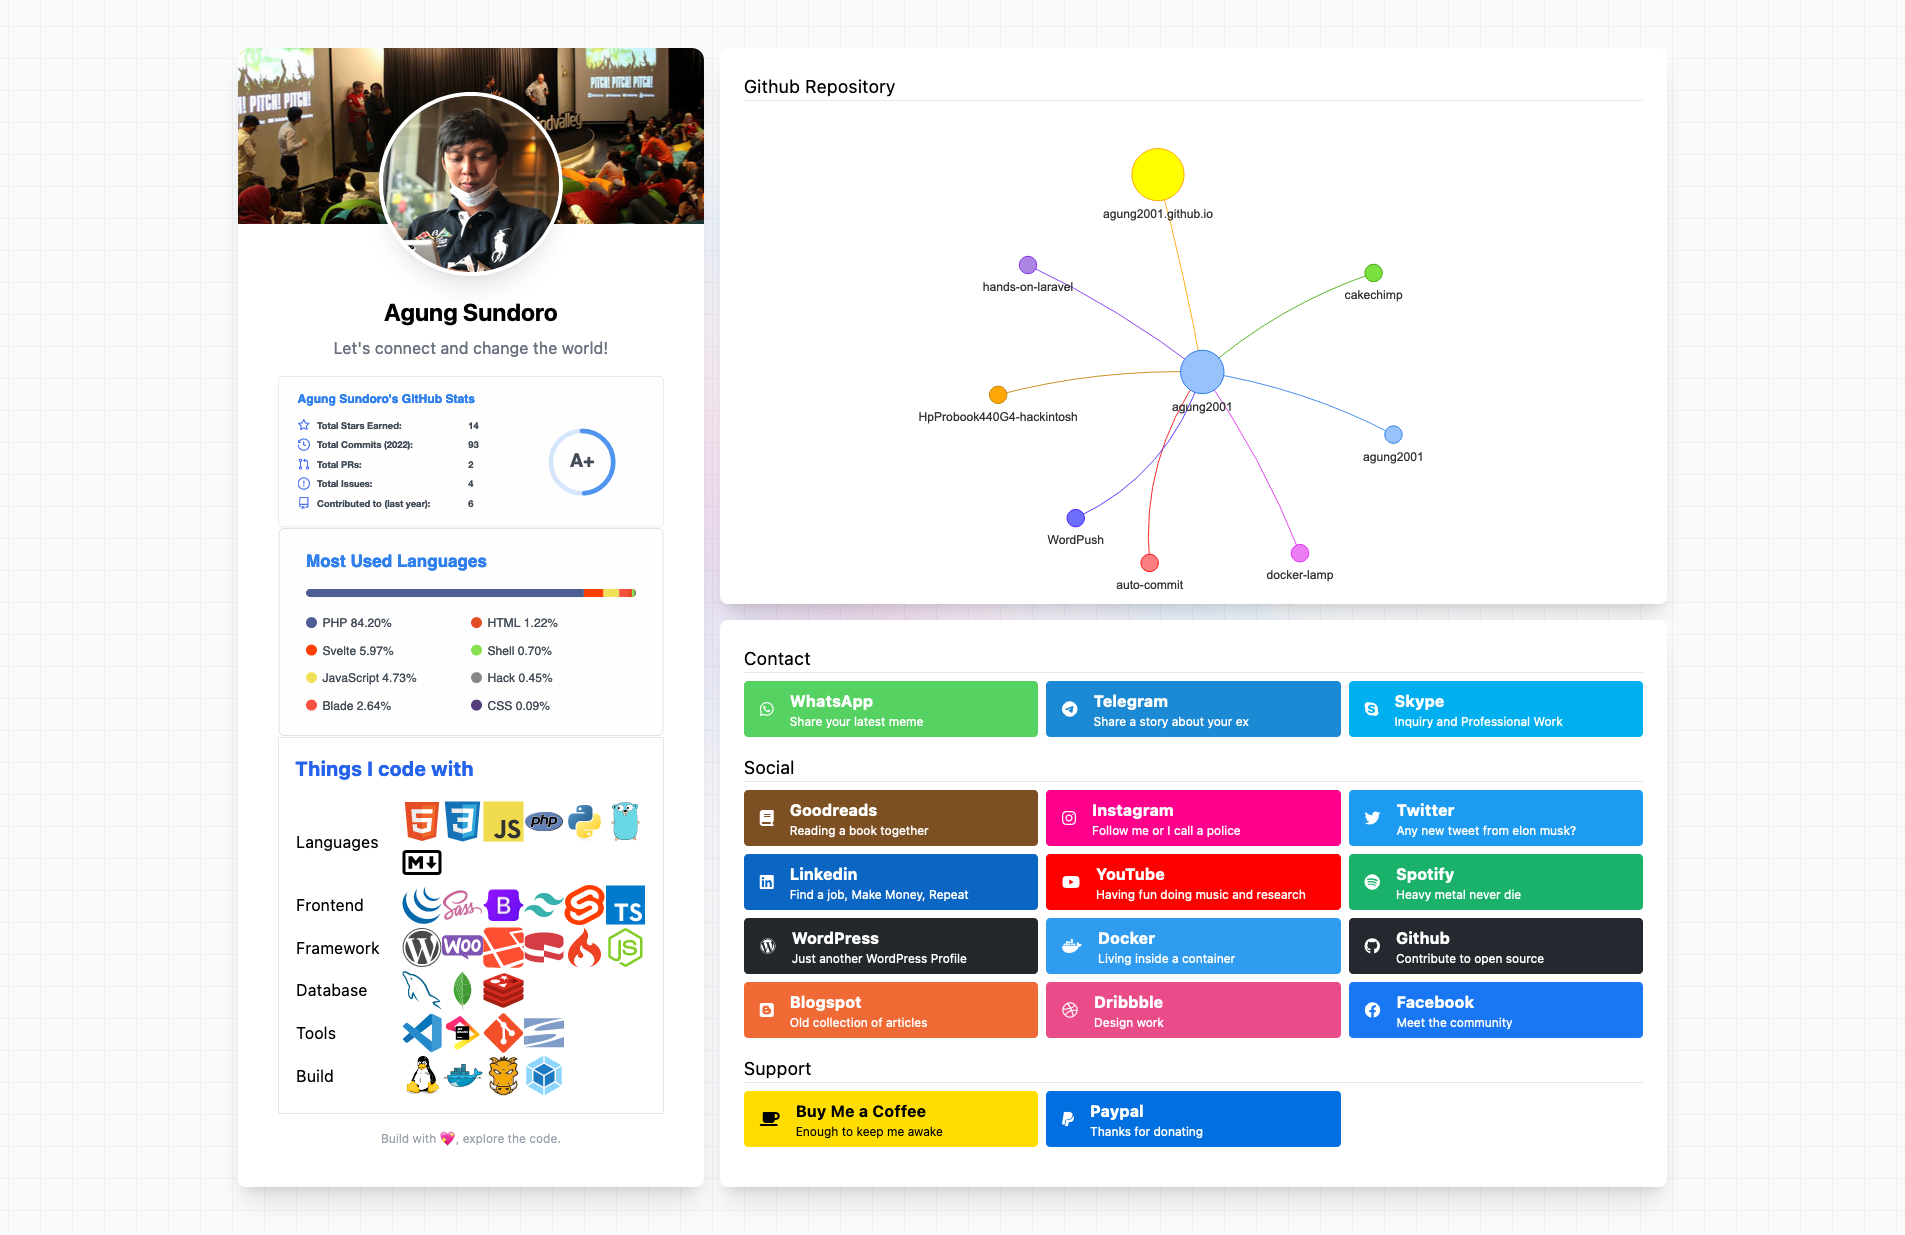 PITCH! PITCH!
PITCH! PITCH! PITCH!
indvalley
Agung Sundoro
Let's connect and change the world!
Agung Sundoro's GitHub Stats
Total Stars Earned: 14
Total Commits (2022): 93
Total PRs: 2
Total Issues: 4
Contributed to (last year): 6
A+
Most Used Languages
PHP 84.20%
HTML 1.22%
Svelte 5.97%
Shell 0.70%
JavaScript 4.73%
Hack 0.45%
Blade 2.64%
CSS 0.09%
Things I code with
Languages
JS
php
M
Frontend
Sass
B
TS
Framework
W
WOO
JS
Database
Tools
Build
Build with 💖, explore the code.
Github Repository
agung2001.github.io
hands-on-laravel
cakechimp
HpProbook440G4-hackintosh
agung2001
agung2001
WordPush
auto-commit
docker-lamp
Contact
WhatsApp
Share your latest meme
Telegram
Share a story about your ex
Skype
Inquiry and Professional Work
Social
Goodreads
Reading a book together
Instagram
Follow me or I call a police
Twitter
Any new tweet from elon musk?
Linkedin
Find a job, Make Money, Repeat
YouTube
Having fun doing music and research
Spotify
Heavy metal never die
WordPress
Just another WordPress Profile
Docker
Living inside a container
Github
Contribute to open source
Blogspot
Old collection of articles
Dribbble
Design work
Facebook
Meet the community
Support
Buy Me a Coffee
Enough to keep me awake
Paypal
Thanks for donating